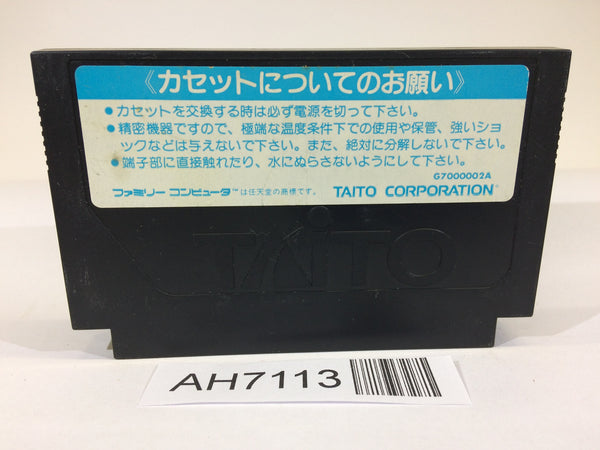 《カセットについてのお願い》
●カセットを交換する時は必ず電源を切って下さい。
●精密機器ですので、極端な温度条件下での使用や保管、強いショ
ックなどは与えないで下さい。また、絶対に分解しないで下さい。
●端子部に直接触れたり、水にぬらさないようにして下さい。
G7000002A
ファミリー コンピュータ™は任天堂の商標です。 TAITO CORPORATION
TAITO
AH7113